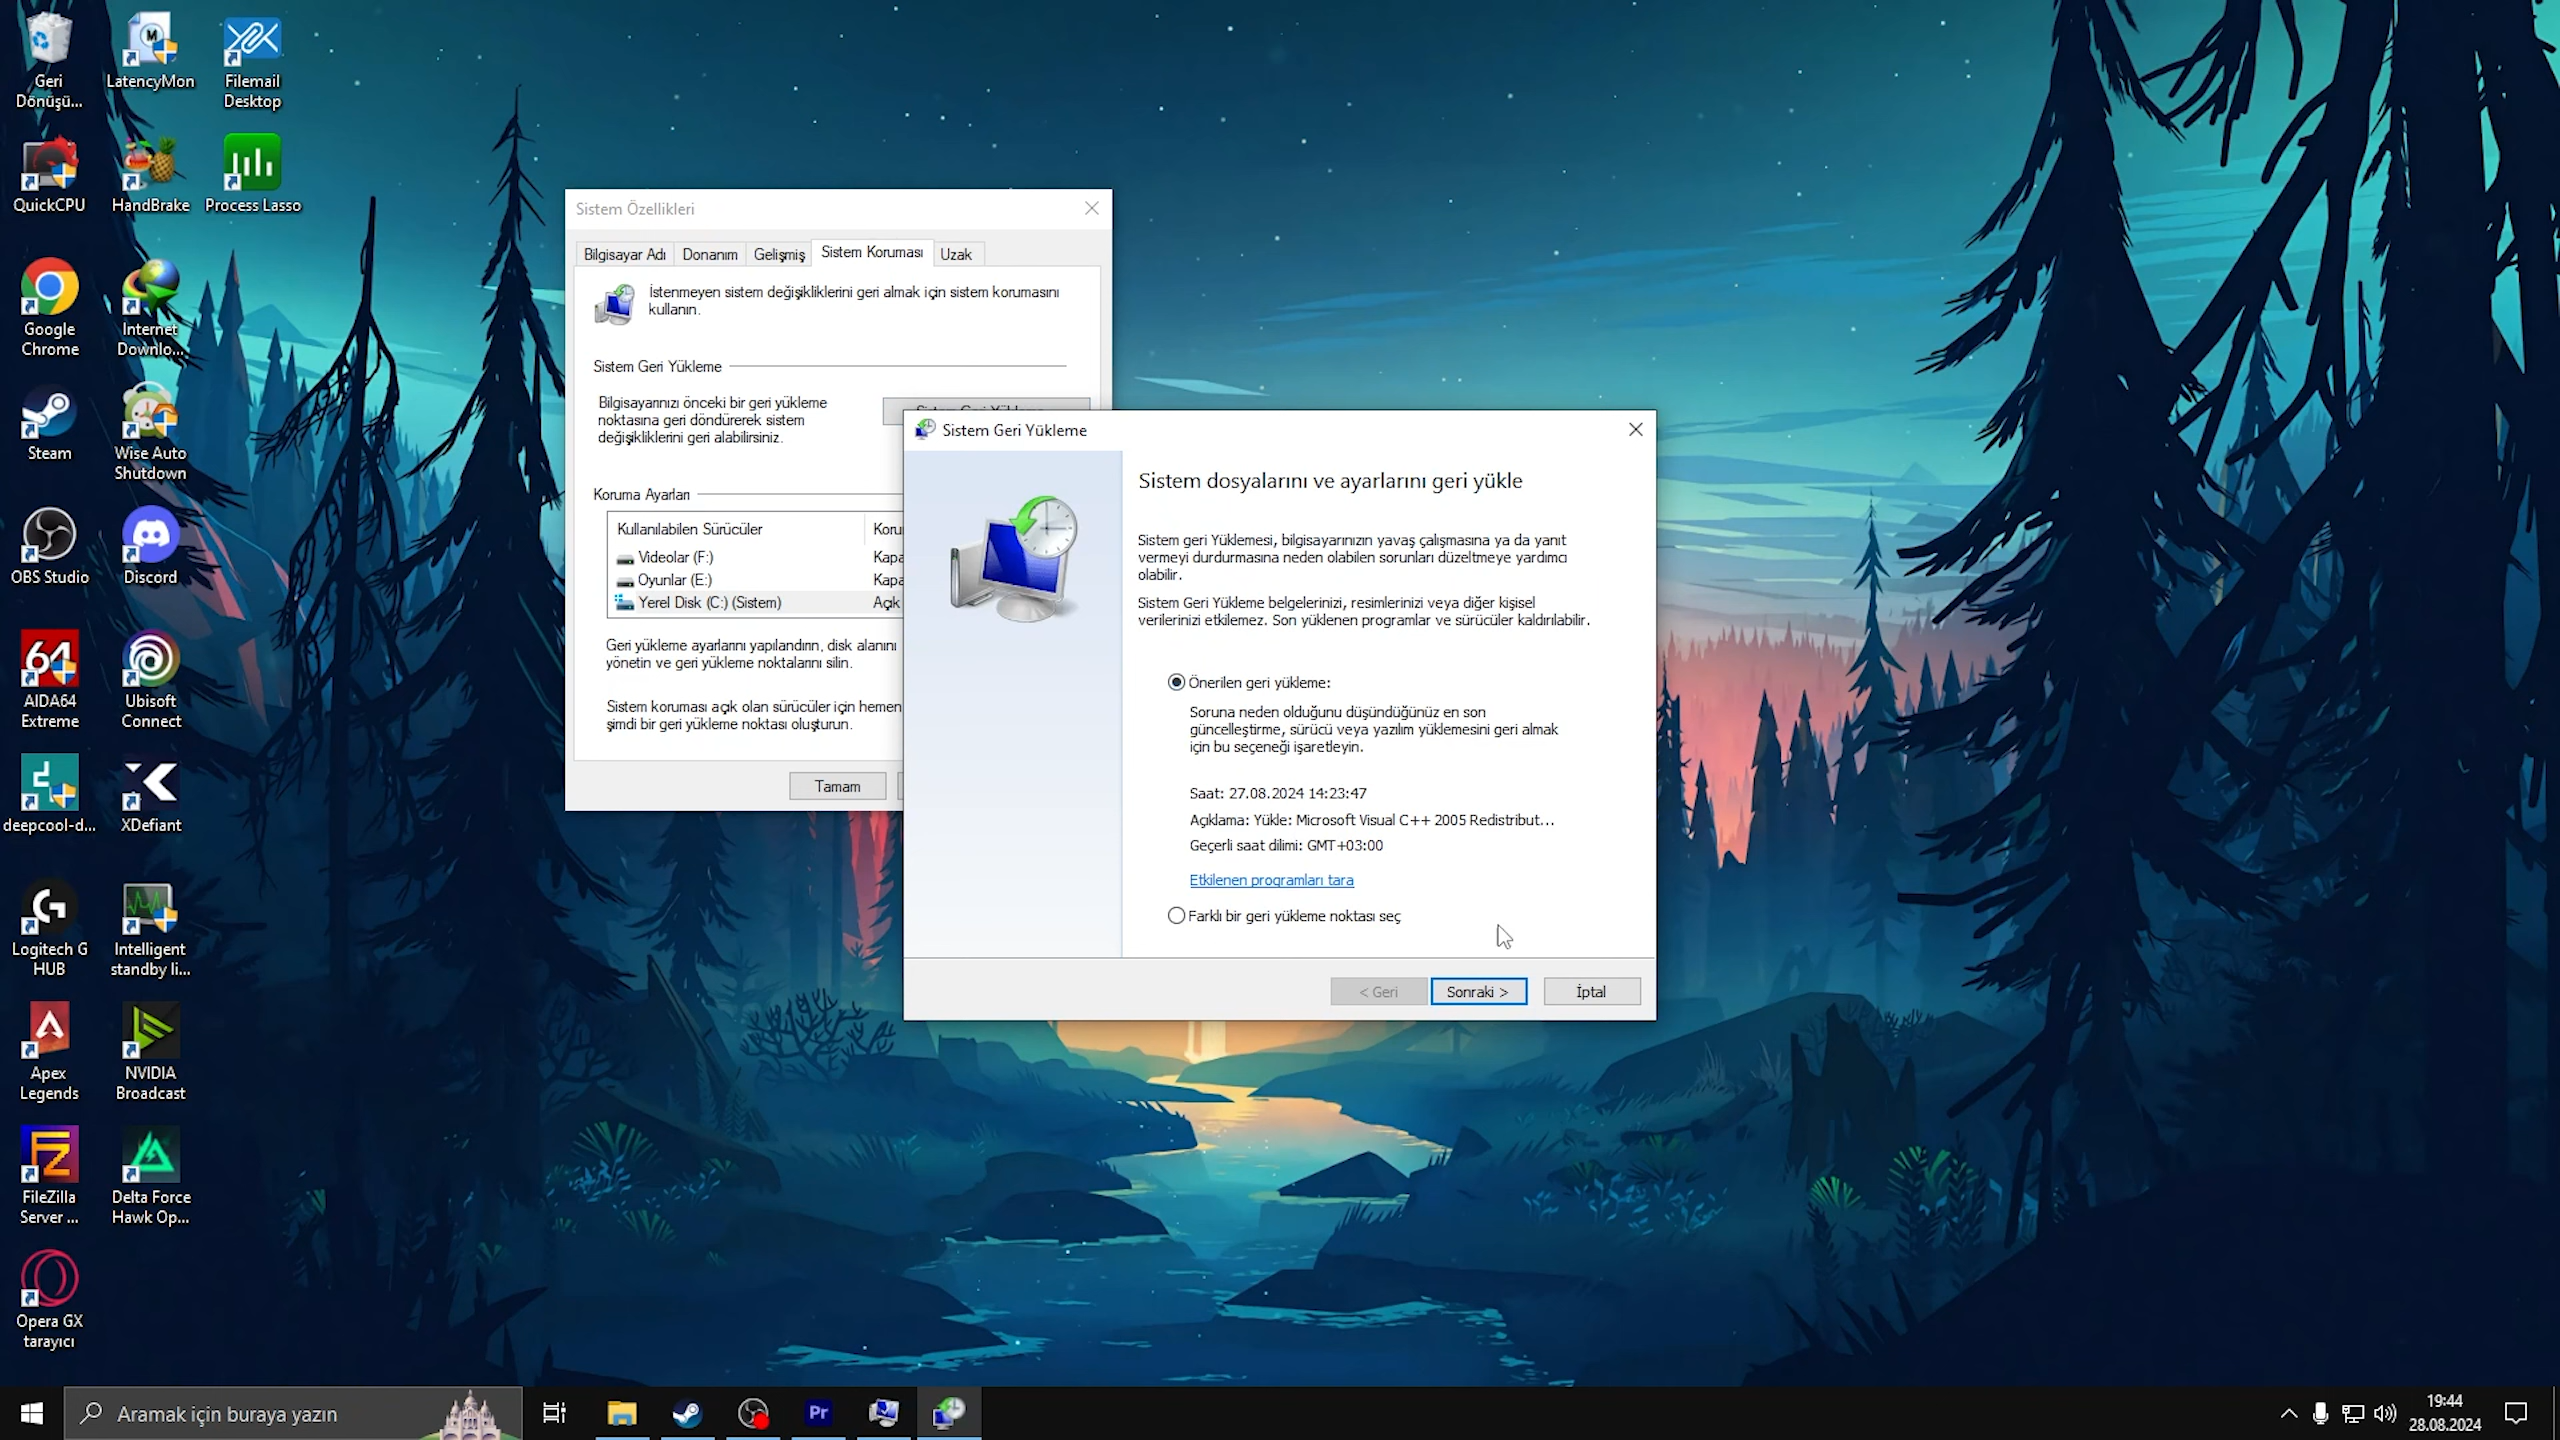 Geri
Dönüşü...
LatencyMon
Filemail
Desktop
QuickCPU
HandBrake
Process Lasso
Google
Chrome
Internet
Downlo...
Steam
Wise Auto
Shutdown
OBS Studio
Discord
64
AIDA64
Extreme
Ubisoft
Connect
deepcool-d...
XDefiant
Logitech G
HUB
Intelligent
standby li...
Apex
Legends
NVIDIA
Broadcast
FileZilla
Server ...
Delta Force
Hawk Op...
Opera GX
tarayıcı
Sistem Özellikleri
Bilgisayar Adı Donanım Gelişmiş Sistem Koruması Uzak
İstenmeyen sistem değişikliklerini geri almak için sistem korumasını
kullanın.
Sistem Geri Yükleme
Bilgisayarınızı önceki bir geri yükleme
noktasına geri döndürerek sistem
değişikliklerini geri alabilirsiniz.
Koruma Ayarları
Kullanılabilen Sürücüler Koru
Videolar (F:) Kapa
Oyunlar (E:) Kapa
Yerel Disk (C:) (Sistem) Açık
Geri yükleme ayarlarını yapılandırın, disk alanını
yönetin ve geri yükleme noktalarını silin.
Sistem koruması açık olan sürücüler için hemen
şimdi bir geri yükleme noktası oluşturun.
Tamam
Sistem Geri Yükleme
Sistem dosyalarını ve ayarlarını geri yükle
Sistem geri Yüklemesi, bilgisayarınızın yavaş çalışmasına ya da yanıt
vermeyi durdurmasına neden olabilen sorunları düzeltmeye yardımcı
olabilir.
Sistem Geri Yükleme belgelerinizi, resimlerinizi veya diğer kişisel
verilerinizi etkilemez. Son yüklenen programlar ve sürücüler kaldırılabilir.
Önerilen geri yükleme:
Soruna neden olduğunu düşündüğünüz en son
güncelleştirme, sürücü veya yazılım yüklemesini geri almak
için bu seçeneği işaretleyin.
Saat: 27.08.2024 14:23:47
Açıklama: Yükle: Microsoft Visual C++ 2005 Redistribut...
Geçerli saat dilimi: GMT+03:00
Etkilenen programları tara
Farklı bir geri yükleme noktası seç
< Geri Sonraki > İptal
Aramak için buraya yazın
Pr
19:44
28.08.2024